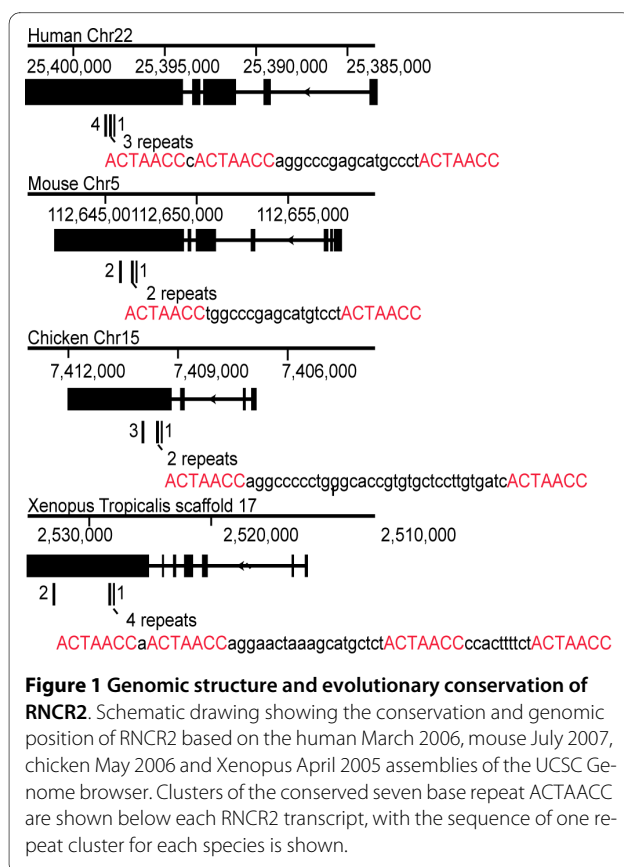 Human Chr22
25,400,000 25,395,000 25,390,000 25,385,000
4 1
3 repeats
ACTAACCcACTAACCaggcccgagcatgccctACTAACC
Mouse Chr5
112,645,00 112,650,000 112,655,000
2 1
2 repeats
ACTAACCtggcccgagcatgtcctACTAACC
Chicken Chr15
7,412,000 7,409,000 7,406,000
3 1
2 repeats
ACTAACCaggccccctgggcaccgtgtgctccttgtgatcACTAACC
Xenopus Tropicalis scaffold 17
2,530,000 2,520,000 2,510,000
2 1
4 repeats
ACTAACCaACTAACCaggaactaaagcatgctctACTAACCccacttttctACTAACC
Figure 1 Genomic structure and evolutionary conservation of
RNCR2. Schematic drawing showing the conservation and genomic
position of RNCR2 based on the human March 2006, mouse July 2007,
chicken May 2006 and Xenopus April 2005 assemblies of the UCSC Ge-
nome browser. Clusters of the conserved seven base repeat ACTAACC
are shown below each RNCR2 transcript, with the sequence of one re-
peat cluster for each species is shown.